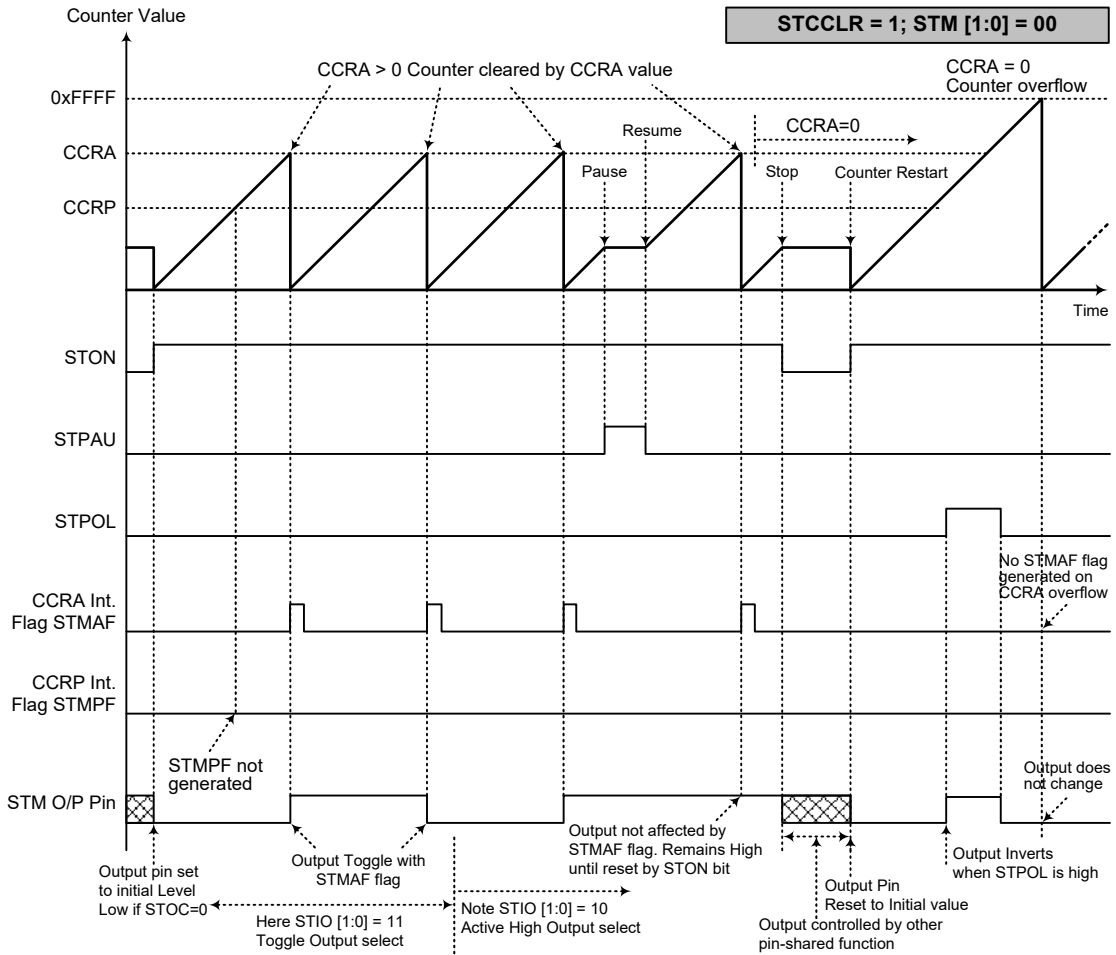 Counter Value
STCCLR = 1; STM [1:0] = 00
CCRA > 0 Counter cleared by CCRA value
CCRA = 0
Counter overflow
0xFFFF
CCRA
CCRP
Resume
CCRA=0
Pause
Stop
Counter Restart
Time
STON
STPAU
STPOL
No STMAF flag
generated on
CCRA overflow
CCRA Int.
Flag STMAF
CCRP Int.
Flag STMPF
STMPF not
generated
Output does
not change
STM O/P Pin
Output pin set
to initial Level
Low if STOC=0
Output Toggle with
STMAF flag
Output not affected by
STMAF flag. Remains High
until reset by STON bit
Output Inverts
when STPOL is high
Output Pin
Reset to Initial value
Here STIO [1:0] = 11
Toggle Output select
Note STIO [1:0] = 10
Active High Output select
Output controlled by other
pin-shared function